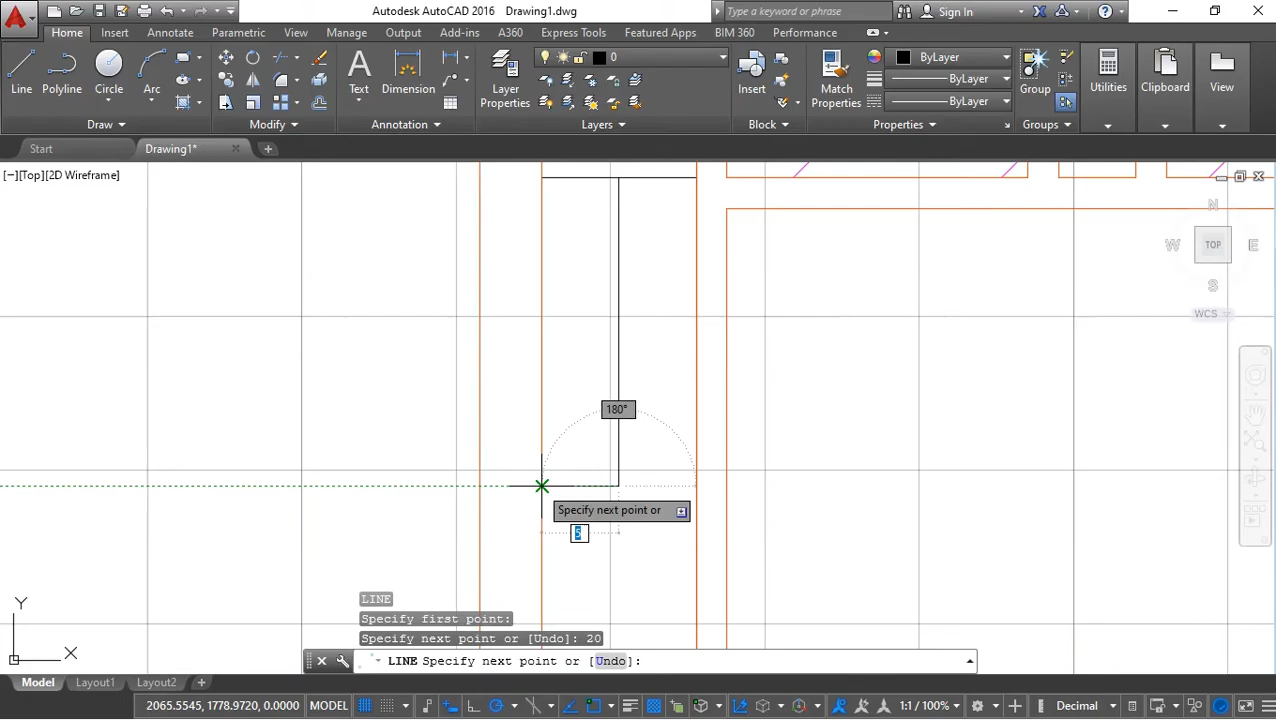 Autodesk AutoCAD 2016 Drawing1.dwg
Type a keyword or phrase
Sign In
Home Insert Annotate Parametric View Manage Output Add-ins A360 Express Tools Featured Apps BIM 360 Performance
Line Polyline Circle Arc
Draw
Modify
Text Dimension
Annotation
Layer Properties
0
Layers
Insert
Block
Match Properties
ByLayer
ByLayer
ByLayer
Properties
Group
Groups
Utilities
Clipboard
View
Start Drawing1*
[−][Top][2D Wireframe]
N
W TOP E
S
WCS
180°
Specify next point or
5
Y
X
LINE
Specify first point:
Specify next point or [Undo]: 20
LINE Specify next point or [Undo]:
Model Layout1 Layout2
2065.5545, 1778.9720, 0.0000 MODEL 1:1 / 100% Decimal